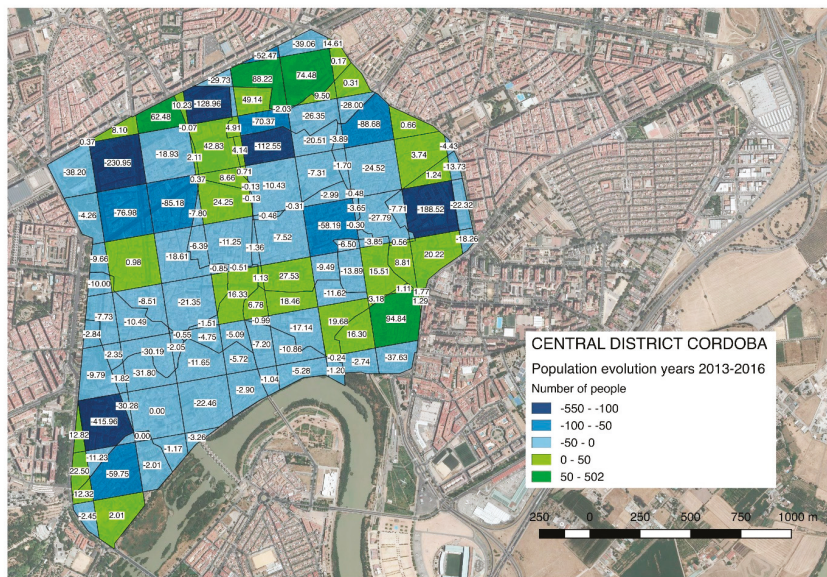 -39.06 14.61
-52.47
0.17
-29.73 88.22 74.48
0.31
10.23 -128.96 49.14 9.50
-2.03 -28.00
62.48 -70.37 -26.35
8.10 -0.07 4.91 -88.68 0.66
0.37 42.83 -112.55 -20.51 -3.89
-18.93 2.11 4.14 3.74 -4.43
-230.95 -1.70 -13.73
-38.20 0.37 8.66 0.71 -10.43 -7.31 -24.52 1.24
-0.13
-0.13
-76.98 -85.18 24.25 -2.99 -0.48
-4.26 -7.80 -0.48 -0.31 -3.65 -7.71 -188.52 -22.32
-58.19 -0.30 -27.79
-6.39 -11.25 -1.36 -7.52 -6.50 -3.85 0.56 -18.26
-9.66 0.98 -18.61 20.22
-0.85 -0.51 -9.49 -13.89 15.51 8.81
-10.00 1.13 27.53
-8.51 -21.35 16.33 6.78 18.46 -11.62 3.18 1.11 1.77
1.29
-7.73 -10.49 -1.51 -0.99 19.68 94.84
-2.84 -0.55 -4.75 -5.09 -17.14 16.30
-2.35 -30.19 -2.05 -7.20 -10.86
-11.65 -5.72 -0.24 -2.74 -37.63
-9.79 -1.82 -31.80 -1.04 -5.28 -1.20
-2.90
-30.28 0.00 -22.46
-415.96
12.82 0.00 -3.26
-11.23 -1.17
22.50 -59.75 -2.01
-12.32
-2.45 2.01
CENTRAL DISTRICT CORDOBA
Population evolution years 2013-2016
Number of people
-550 - -100
-100 - -50
-50 - 0
0 - 50
50 - 502
250 0 250 500 750 1000 m